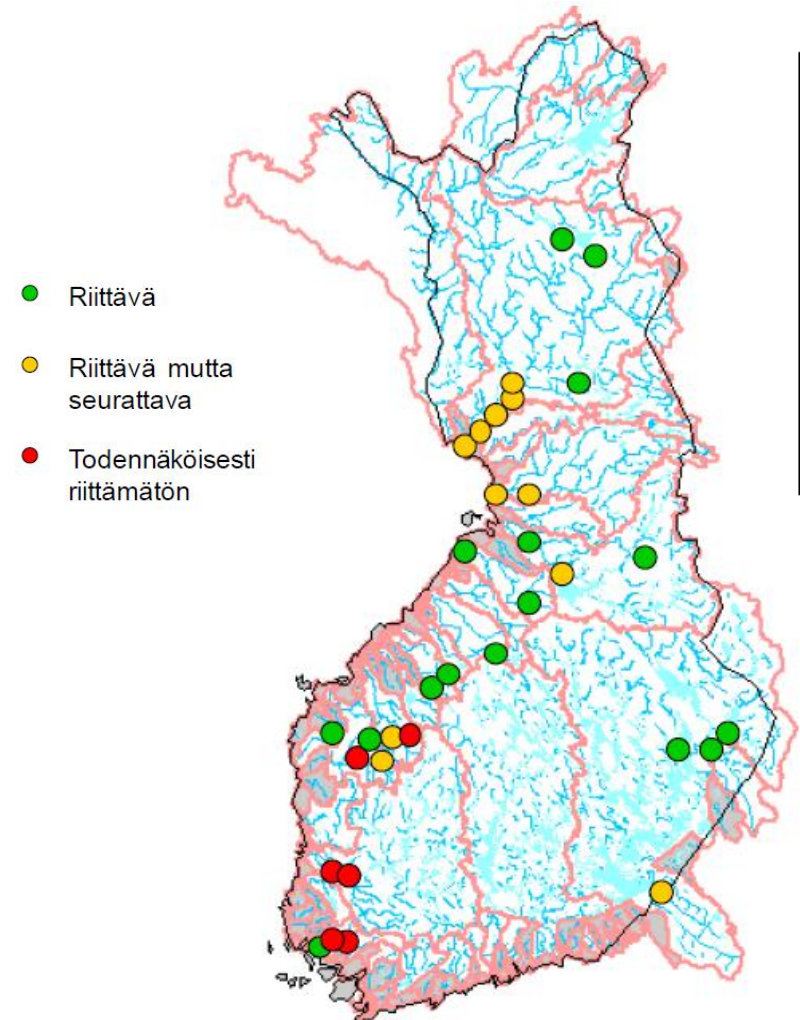 Riittävä
Riittävä mutta
seurattava
Todennäköisesti
riittämätön